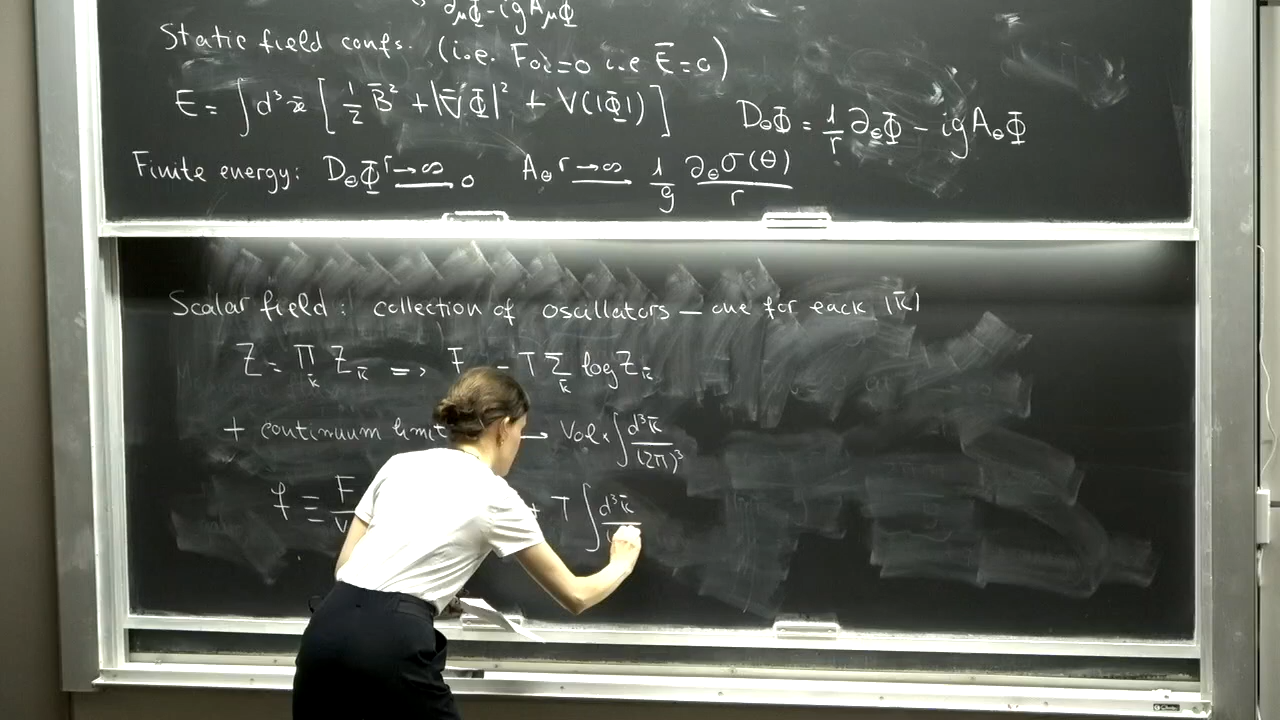 ∂_μΦ - igA_μΦ
Static field confs. (i.e. F_{0i}=0 i.e Ē=0)
E = ∫d³x̄ [ ½ B̄² + |∇̄Φ|² + V(|Φ|) ]
D_θΦ = 1/r ∂_θΦ - igA_θΦ
Finite energy: D_θΦ r→∞ 0 A_θ r→∞ 1/g ∂_θσ(θ)/r
Scalar field: collection of oscillators – one for each |k̄|
Z = Π_k̄ Z_k̄ => F - T Σ_k̄ log Z_k̄
+ continuum limit → Vol × ∫ d³k̄/(2π)³
f ≡ F/V + T ∫ d³k̄/(